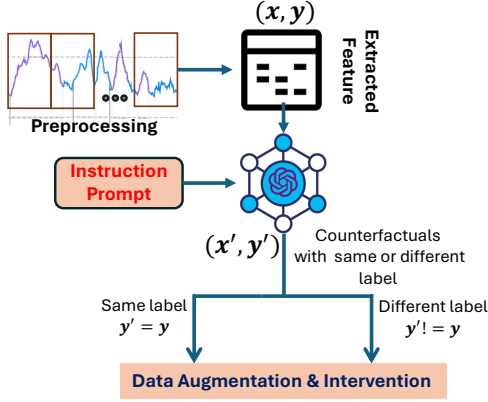 (x, y)
Preprocessing
Extracted
Feature
Instruction
Prompt
(x′, y′)
Counterfactuals
with same or different
label
Same label
y′ = y
Different label
y′! = y
Data Augmentation & Intervention